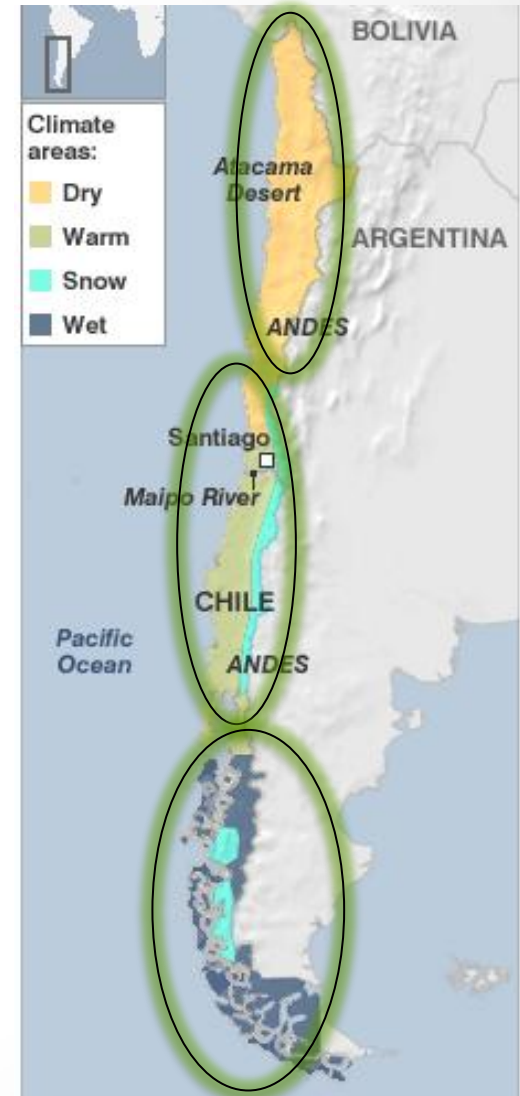 BOLIVIA
Climate
areas:
Dry
Warm
Snow
Wet
Atacama
Desert
ARGENTINA
ANDES
Santiago
Maipo River
CHILE
Pacific
Ocean
ANDES